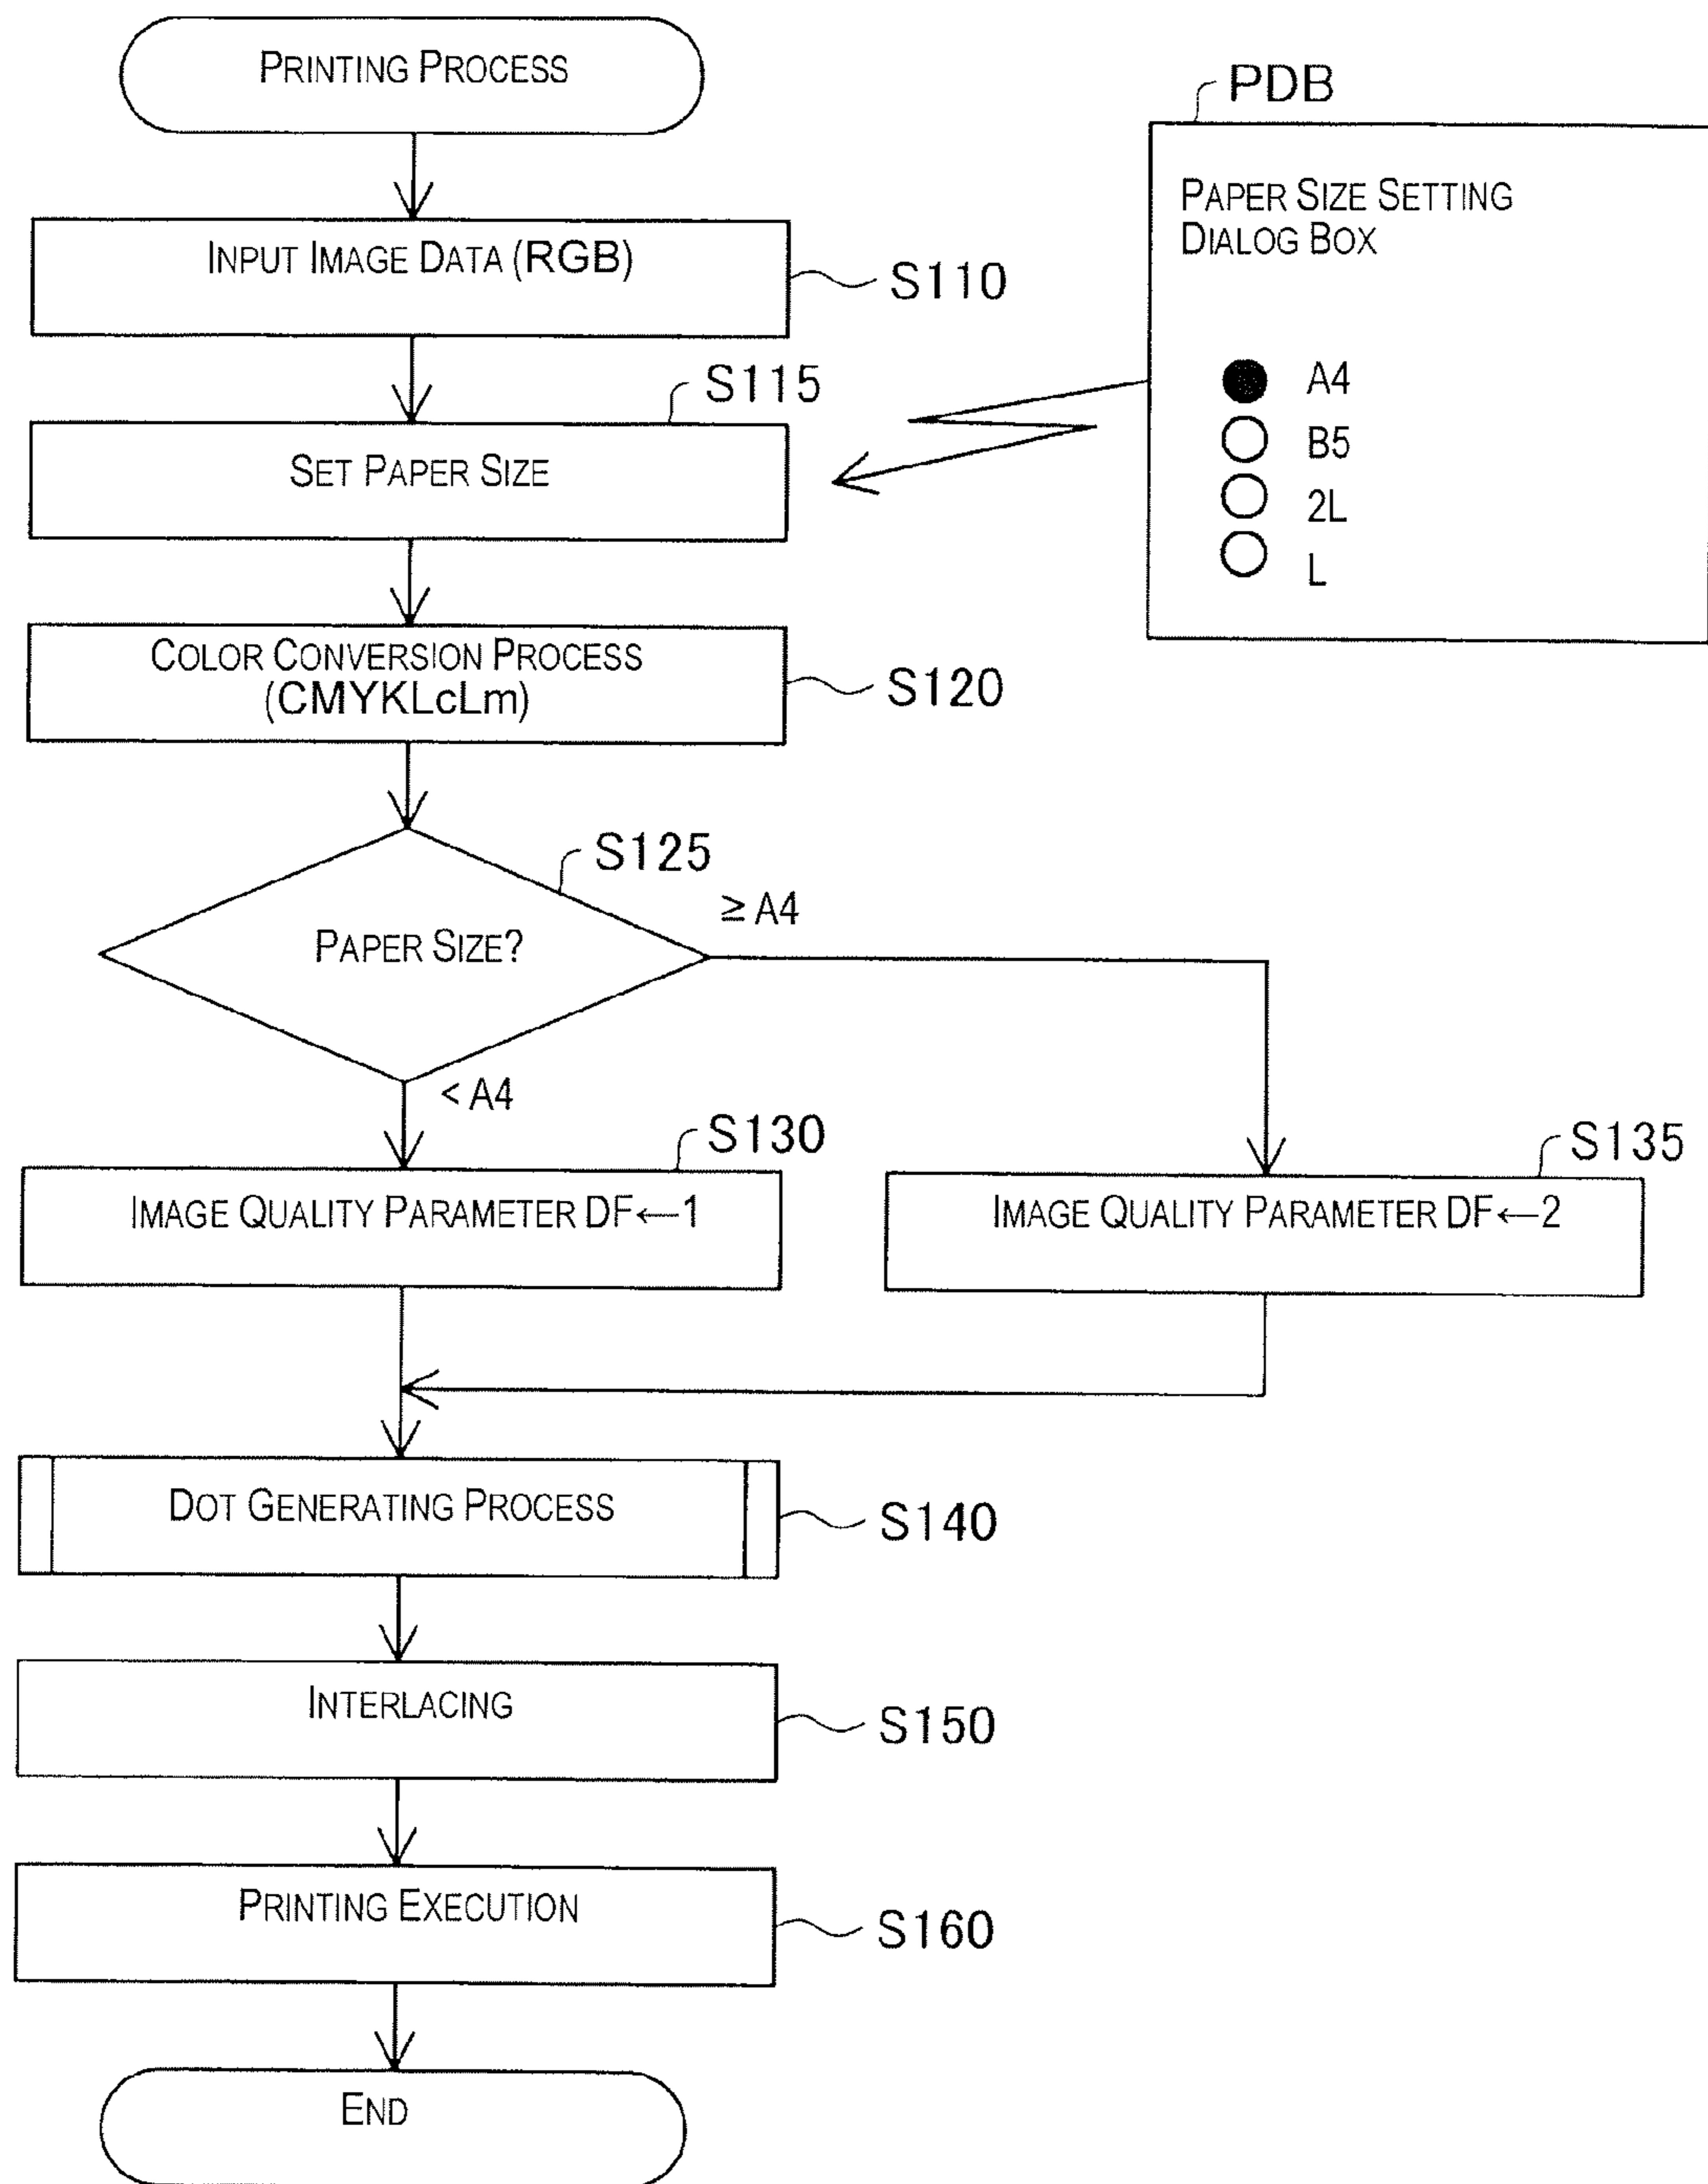 PRINTING PROCESS
PDB
PAPER SIZE SETTING
DIALOG BOX
A4
B5
2L
L
INPUT IMAGE DATA (RGB)
S110
S115
SET PAPER SIZE
COLOR CONVERSION PROCESS
(CMYKLcLm)
S120
S125
PAPER SIZE?
≥ A4
< A4
S130
IMAGE QUALITY PARAMETER DF←1
S135
IMAGE QUALITY PARAMETER DF←2
DOT GENERATING PROCESS
S140
INTERLACING
S150
PRINTING EXECUTION
S160
END